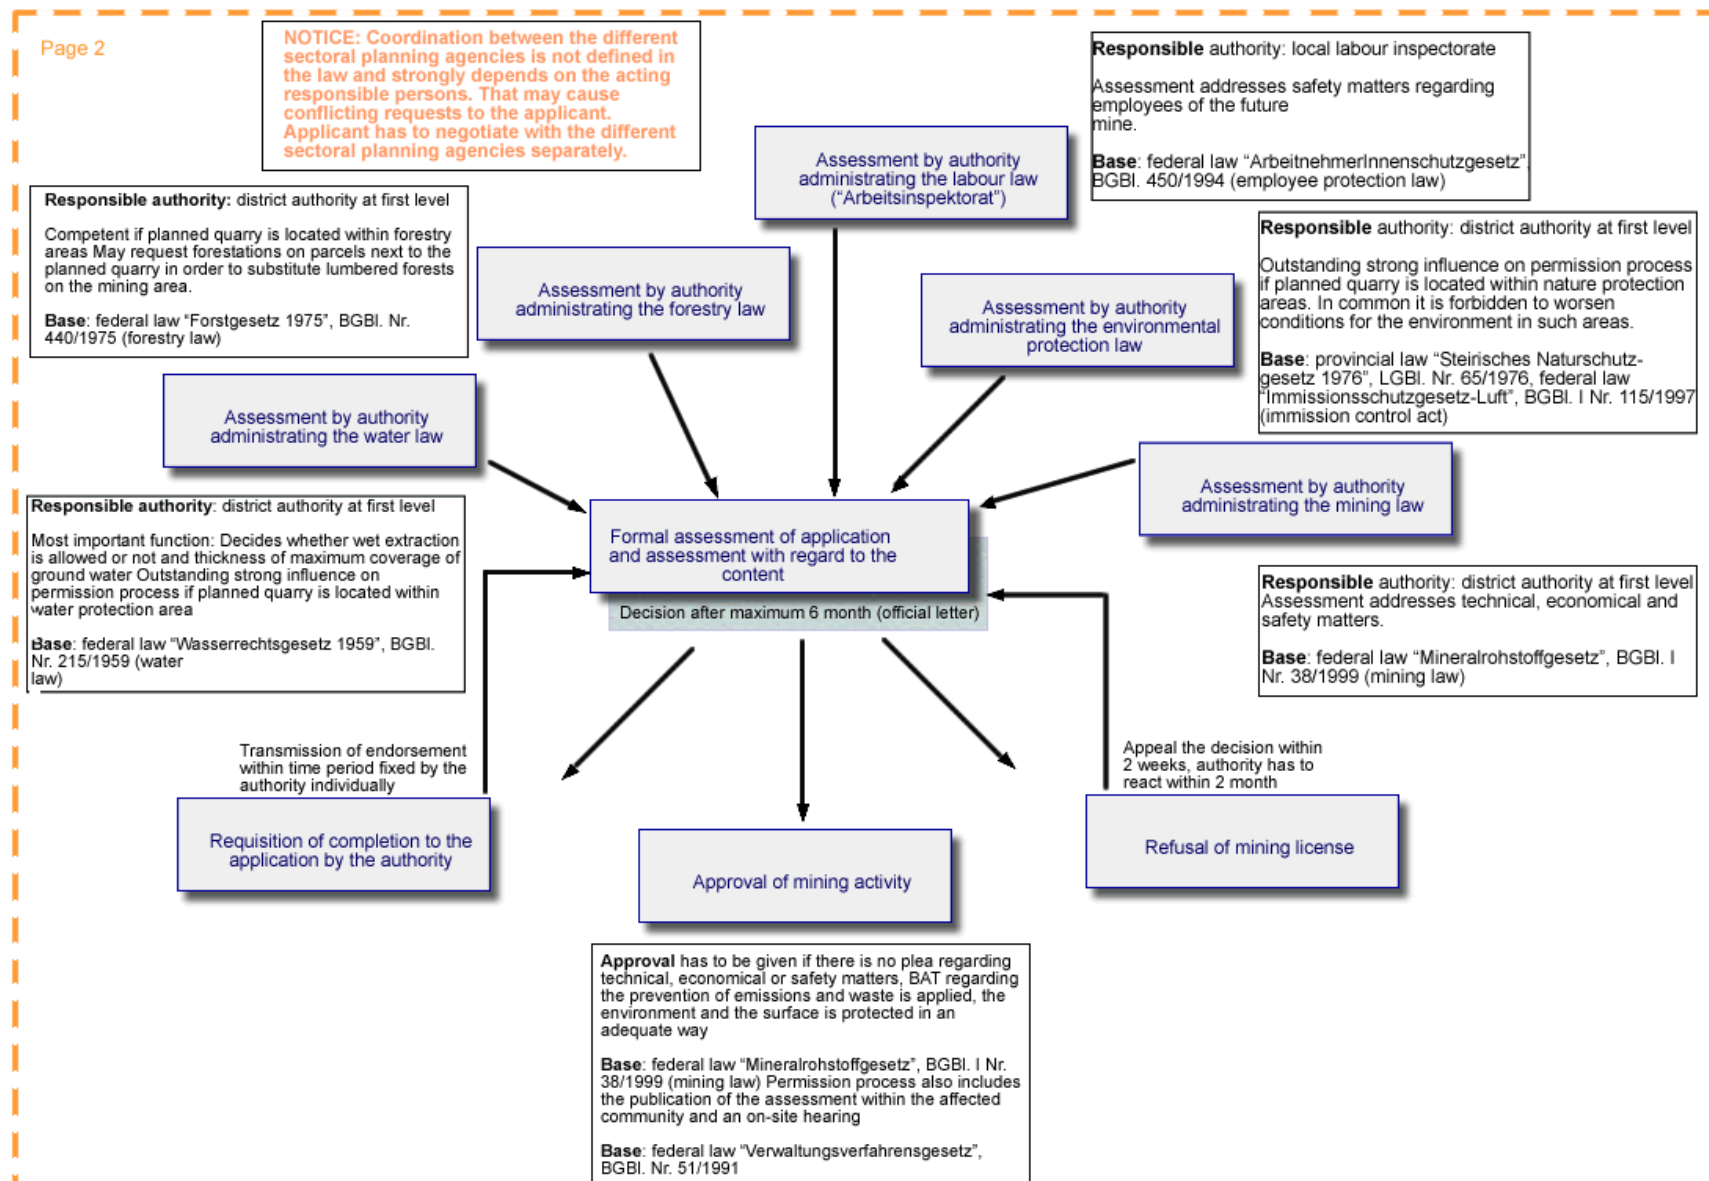 Page 2
NOTICE: Coordination between the different
sectoral planning agencies is not defined in
the law and strongly depends on the acting
responsible persons. That may cause
conflicting requests to the applicant.
Applicant has to negotiate with the different
sectoral planning agencies separately.
Responsible authority: local labour inspectorate
Assessment addresses safety matters regarding
employees of the future
mine.
Base: federal law “ArbeitnehmerInnenschutzgesetz”,
BGBl. 450/1994 (employee protection law)
Assessment by authority
administrating the labour law
(“Arbeitsinspektorat”)
Responsible authority: district authority at first level
Competent if planned quarry is located within forestry
areas May request forestations on parcels next to the
planned quarry in order to substitute lumbered forests
on the mining area.
Base: federal law “Forstgesetz 1975”, BGBl. Nr.
440/1975 (forestry law)
Assessment by authority
administrating the forestry law
Assessment by authority
administrating the environmental
protection law
Responsible authority: district authority at first level
Outstanding strong influence on permission process
if planned quarry is located within nature protection
areas. In common it is forbidden to worsen
conditions for the environment in such areas.
Base: provincial law “Steirisches Naturschutz-
gesetz 1976”, LGBl. Nr. 65/1976, federal law
“Immissionsschutzgesetz-Luft”, BGBl. I Nr. 115/1997
(immission control act)
Assessment by authority
administrating the water law
Assessment by authority
administrating the mining law
Responsible authority: district authority at first level
Most important function: Decides whether wet extraction
is allowed or not and thickness of maximum coverage of
ground water Outstanding strong influence on
permission process if planned quarry is located within
water protection area
Base: federal law “Wasserrechtsgesetz 1959”, BGBl.
Nr. 215/1959 (water
law)
Formal assessment of application
and assessment with regard to the
content
Decision after maximum 6 month (official letter)
Responsible authority: district authority at first level
Assessment addresses technical, economical and
safety matters.
Base: federal law “Mineralrohstoffgesetz”, BGBl. I
Nr. 38/1999 (mining law)
Transmission of endorsement
within time period fixed by the
authority individually
Appeal the decision within
2 weeks, authority has to
react within 2 month
Requisition of completion to the
application by the authority
Approval of mining activity
Refusal of mining license
Approval has to be given if there is no plea regarding
technical, economical or safety matters, BAT regarding
the prevention of emissions and waste is applied, the
environment and the surface is protected in an
adequate way
Base: federal law “Mineralrohstoffgesetz”, BGBl. I Nr.
38/1999 (mining law) Permission process also includes
the publication of the assessment within the affected
community and an on-site hearing
Base: federal law “Verwaltungsverfahrensgesetz”,
BGBl. Nr. 51/1991